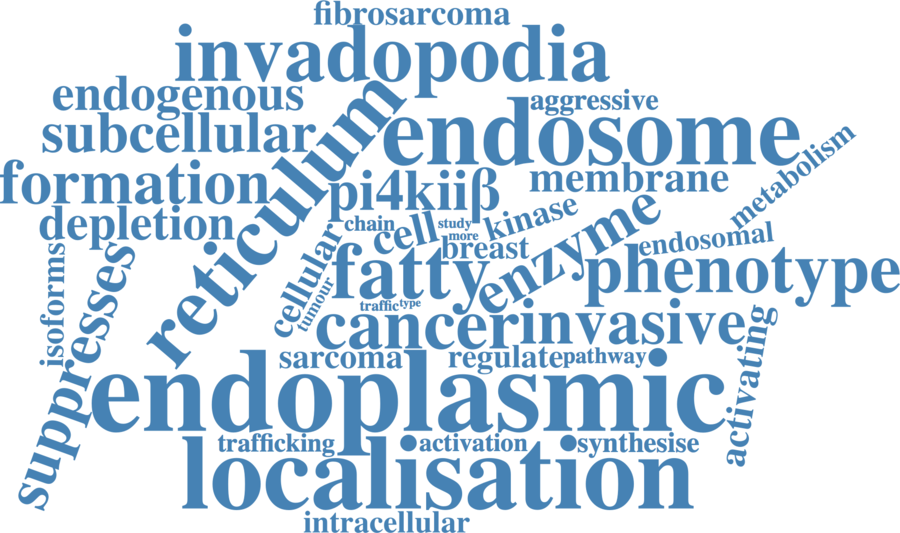 fibrosarcoma
invadopodia
endogenous
aggressive
subcellular
endosome
reticulum
metabolism
formation
pi4kiiβ
membrane
depletion
chain
cell
study
more
kinase
enzyme
breast
endosomal
isoforms
suppresses
cellular
tumour
fatty
phenotype
traffic
type
cancer
invasive
activating
sarcoma
regulate
pathway
endoplasmic
trafficking
activation
synthesise
localisation
intracellular